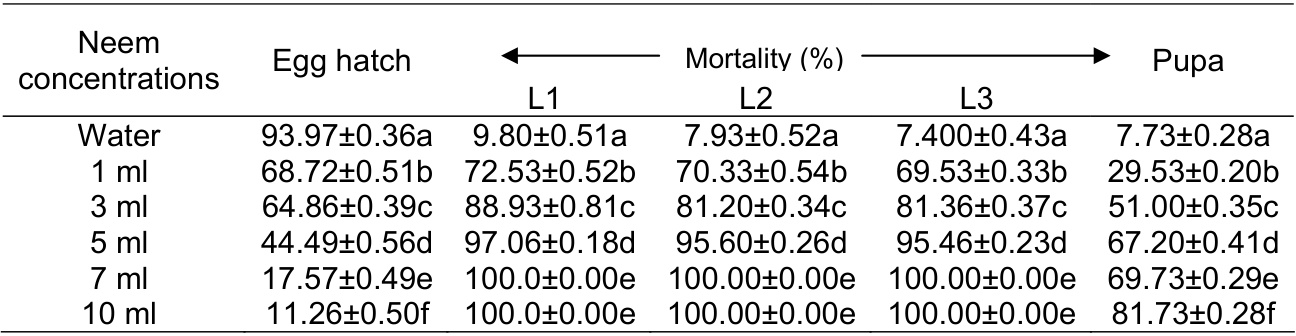 Neem concentrations Egg hatch Mortality (%) Pupa
L1 L2 L3
Water 93.97±0.36a 9.80±0.51a 7.93±0.52a 7.400±0.43a 7.73±0.28a
1 ml 68.72±0.51b 72.53±0.52b 70.33±0.54b 69.53±0.33b 29.53±0.20b
3 ml 64.86±0.39c 88.93±0.81c 81.20±0.34c 81.36±0.37c 51.00±0.35c
5 ml 44.49±0.56d 97.06±0.18d 95.60±0.26d 95.46±0.23d 67.20±0.41d
7 ml 17.57±0.49e 100.0±0.00e 100.00±0.00e 100.00±0.00e 69.73±0.29e
10 ml 11.26±0.50f 100.0±0.00e 100.00±0.00e 100.00±0.00e 81.73±0.28f